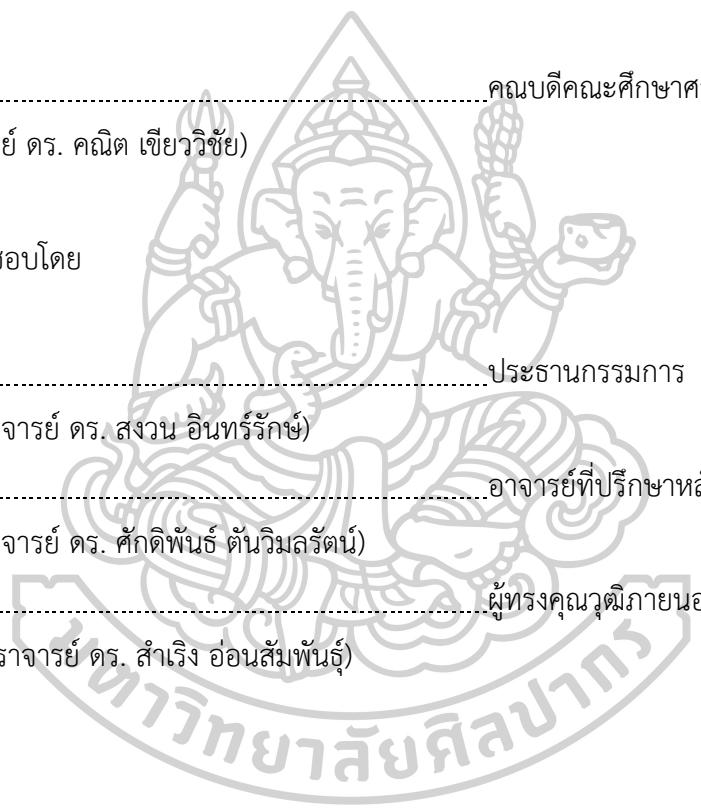 คณบดีคณะศึกษาศ
ย์ ดร. คณิต เขียววิชัย)
สอบโดย
ประธานกรรมการ
จารย์ ดร. สงวน อินทร์รักษ์)
อาจารย์ที่ปรึกษาหลั
จารย์ ดร. ศักดิพันธ์ ตันวิมลรัตน์)
ผู้ทรงคุณวุฒิภายนอ
ราจารย์ ดร. สำเริง อ่อนสัมพันธุ์)
มหาวิทยาลัยศิลปากร